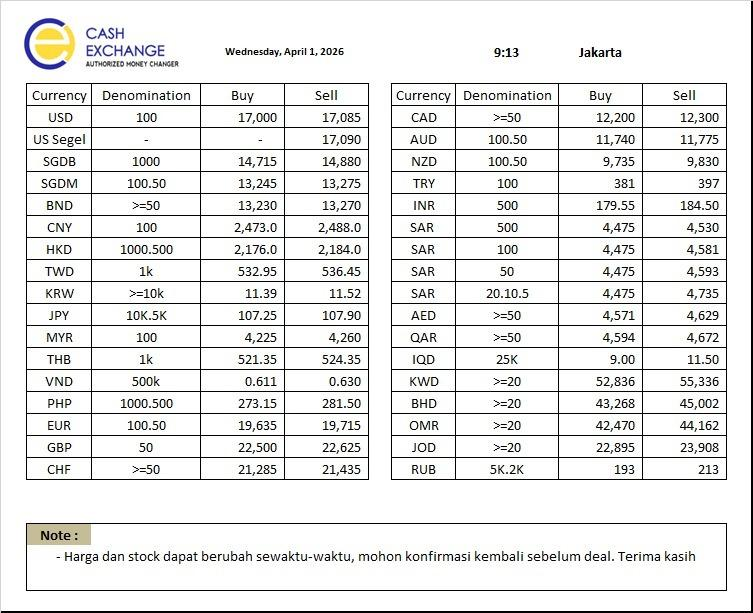 CASH
EXCHANGE
AUTHORIZED MONEY CHANGER
Wednesday, April 1, 2026 9:13 Jakarta
Currency Denomination Buy Sell
USD 100 17,000 17,085
US Segel - - 17,090
SGDB 1000 14,715 14,880
SGDM 100.50 13,245 13,275
BND >=50 13,230 13,270
CNY 100 2,473.0 2,488.0
HKD 1000.500 2,176.0 2,184.0
TWD 1k 532.95 536.45
KRW >=10k 11.39 11.52
JPY 10K.5K 107.25 107.90
MYR 100 4,225 4,260
THB 1k 521.35 524.35
VND 500k 0.611 0.630
PHP 1000.500 273.15 281.50
EUR 100.50 19,635 19,715
GBP 50 22,500 22,625
CHF >=50 21,285 21,435
Currency Denomination Buy Sell
CAD >=50 12,200 12,300
AUD 100.50 11,740 11,775
NZD 100.50 9,735 9,830
TRY 100 381 397
INR 500 179.55 184.50
SAR 500 4,475 4,530
SAR 100 4,475 4,581
SAR 50 4,475 4,593
SAR 20.10.5 4,475 4,735
AED >=50 4,571 4,629
QAR >=50 4,594 4,672
IQD 25K 9.00 11.50
KWD >=20 52,836 55,336
BHD >=20 43,268 45,002
OMR >=20 42,470 44,162
JOD >=20 22,895 23,908
RUB 5K.2K 193 213
Note :
- Harga dan stock dapat berubah sewaktu-waktu, mohon konfirmasi kembali sebelum deal. Terima kasih